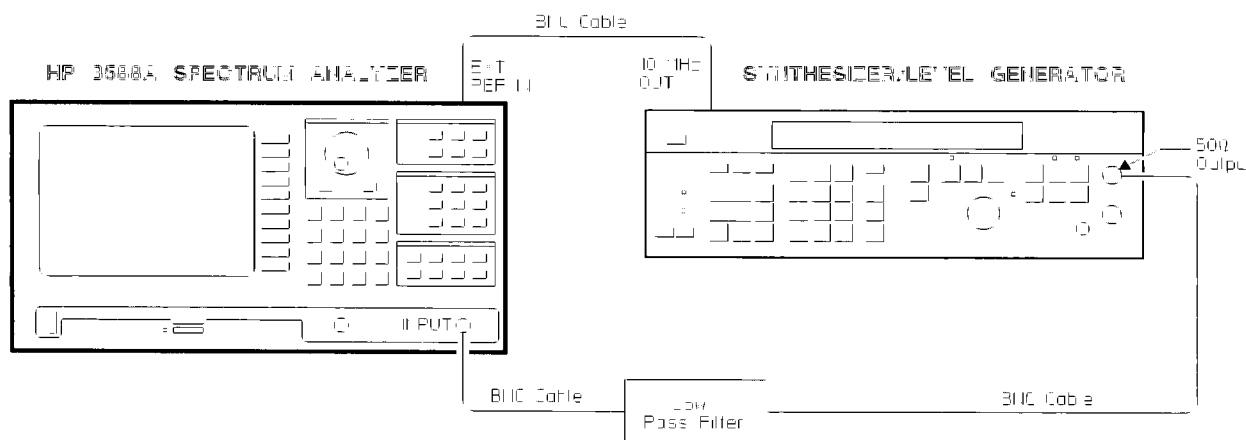 BNC Cable
HP 3588A SPECTRUM ANALYZER
EXT
REF IN
10 MHz
OUT
SYNTHESIZER/LEVEL GENERATOR
50Ω
Outpu
INPUT
BNC Cable
Low
Pass Filter
BNC Cable